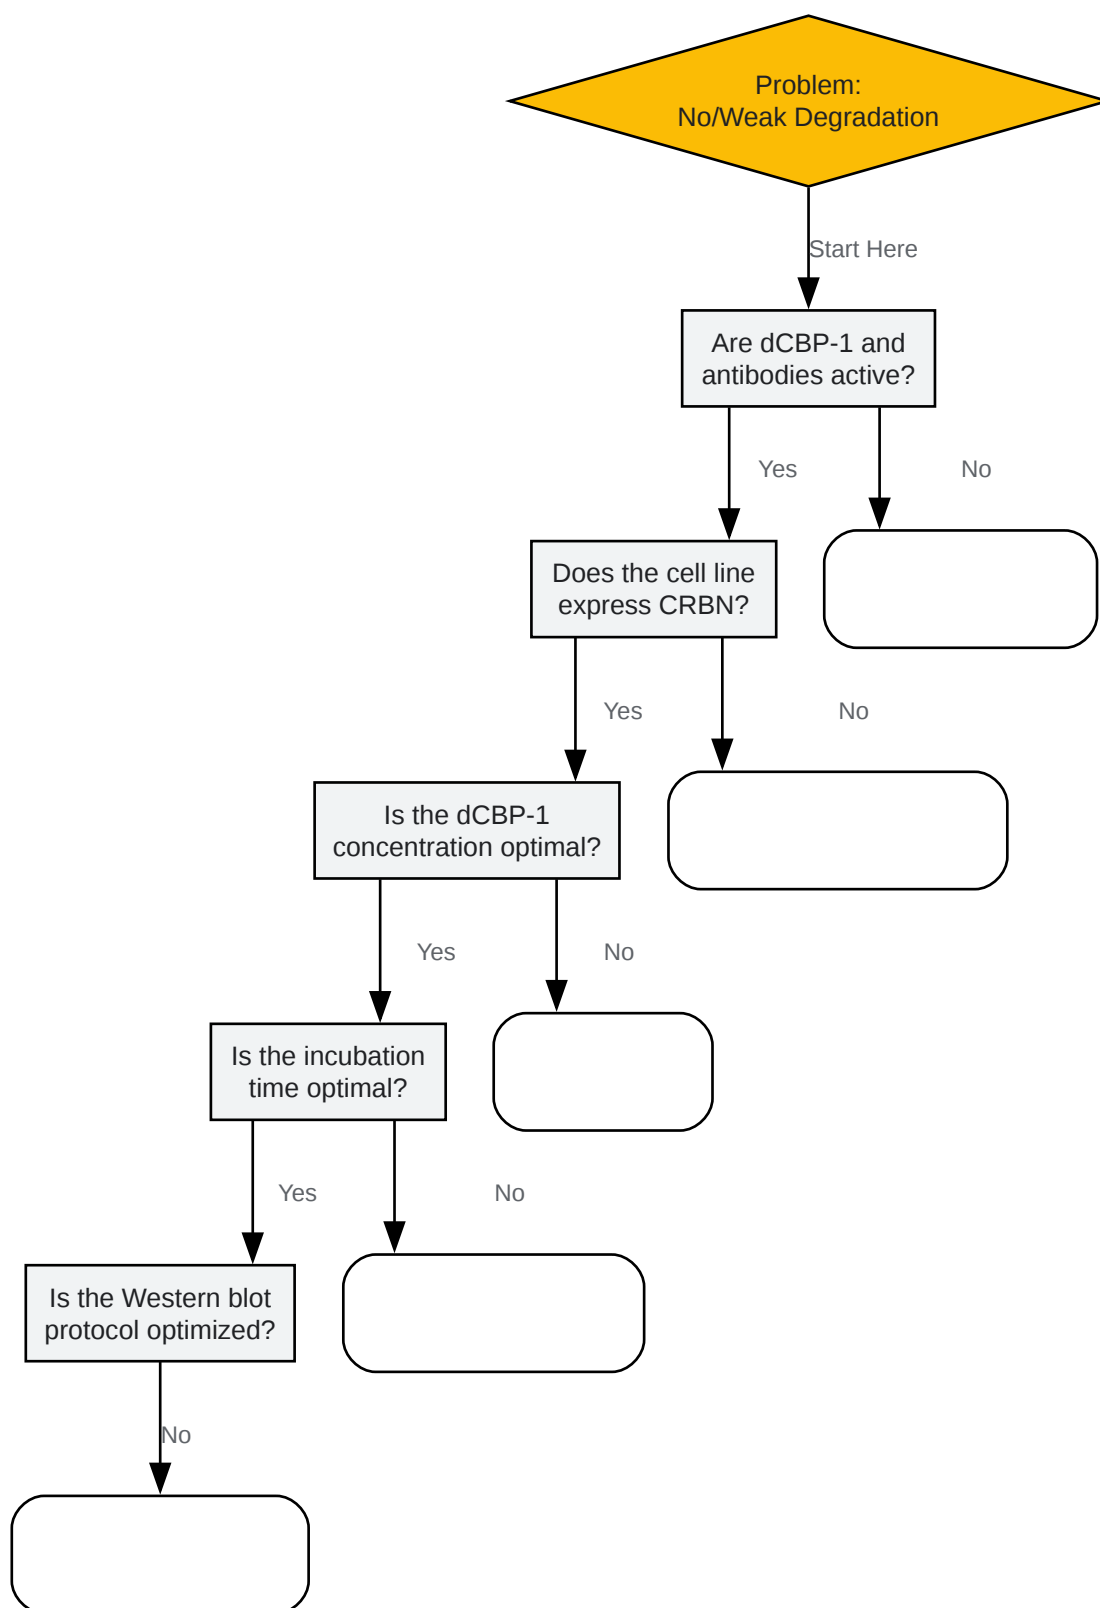 Problem:
No/Weak Degradation
Start Here
Are dCBP-1 and
antibodies active?
Yes
No
Does the cell line
express CRBN?
Yes
No
Is the dCBP-1
concentration optimal?
Yes
No
Is the incubation
time optimal?
Yes
No
Is the Western blot
protocol optimized?
No